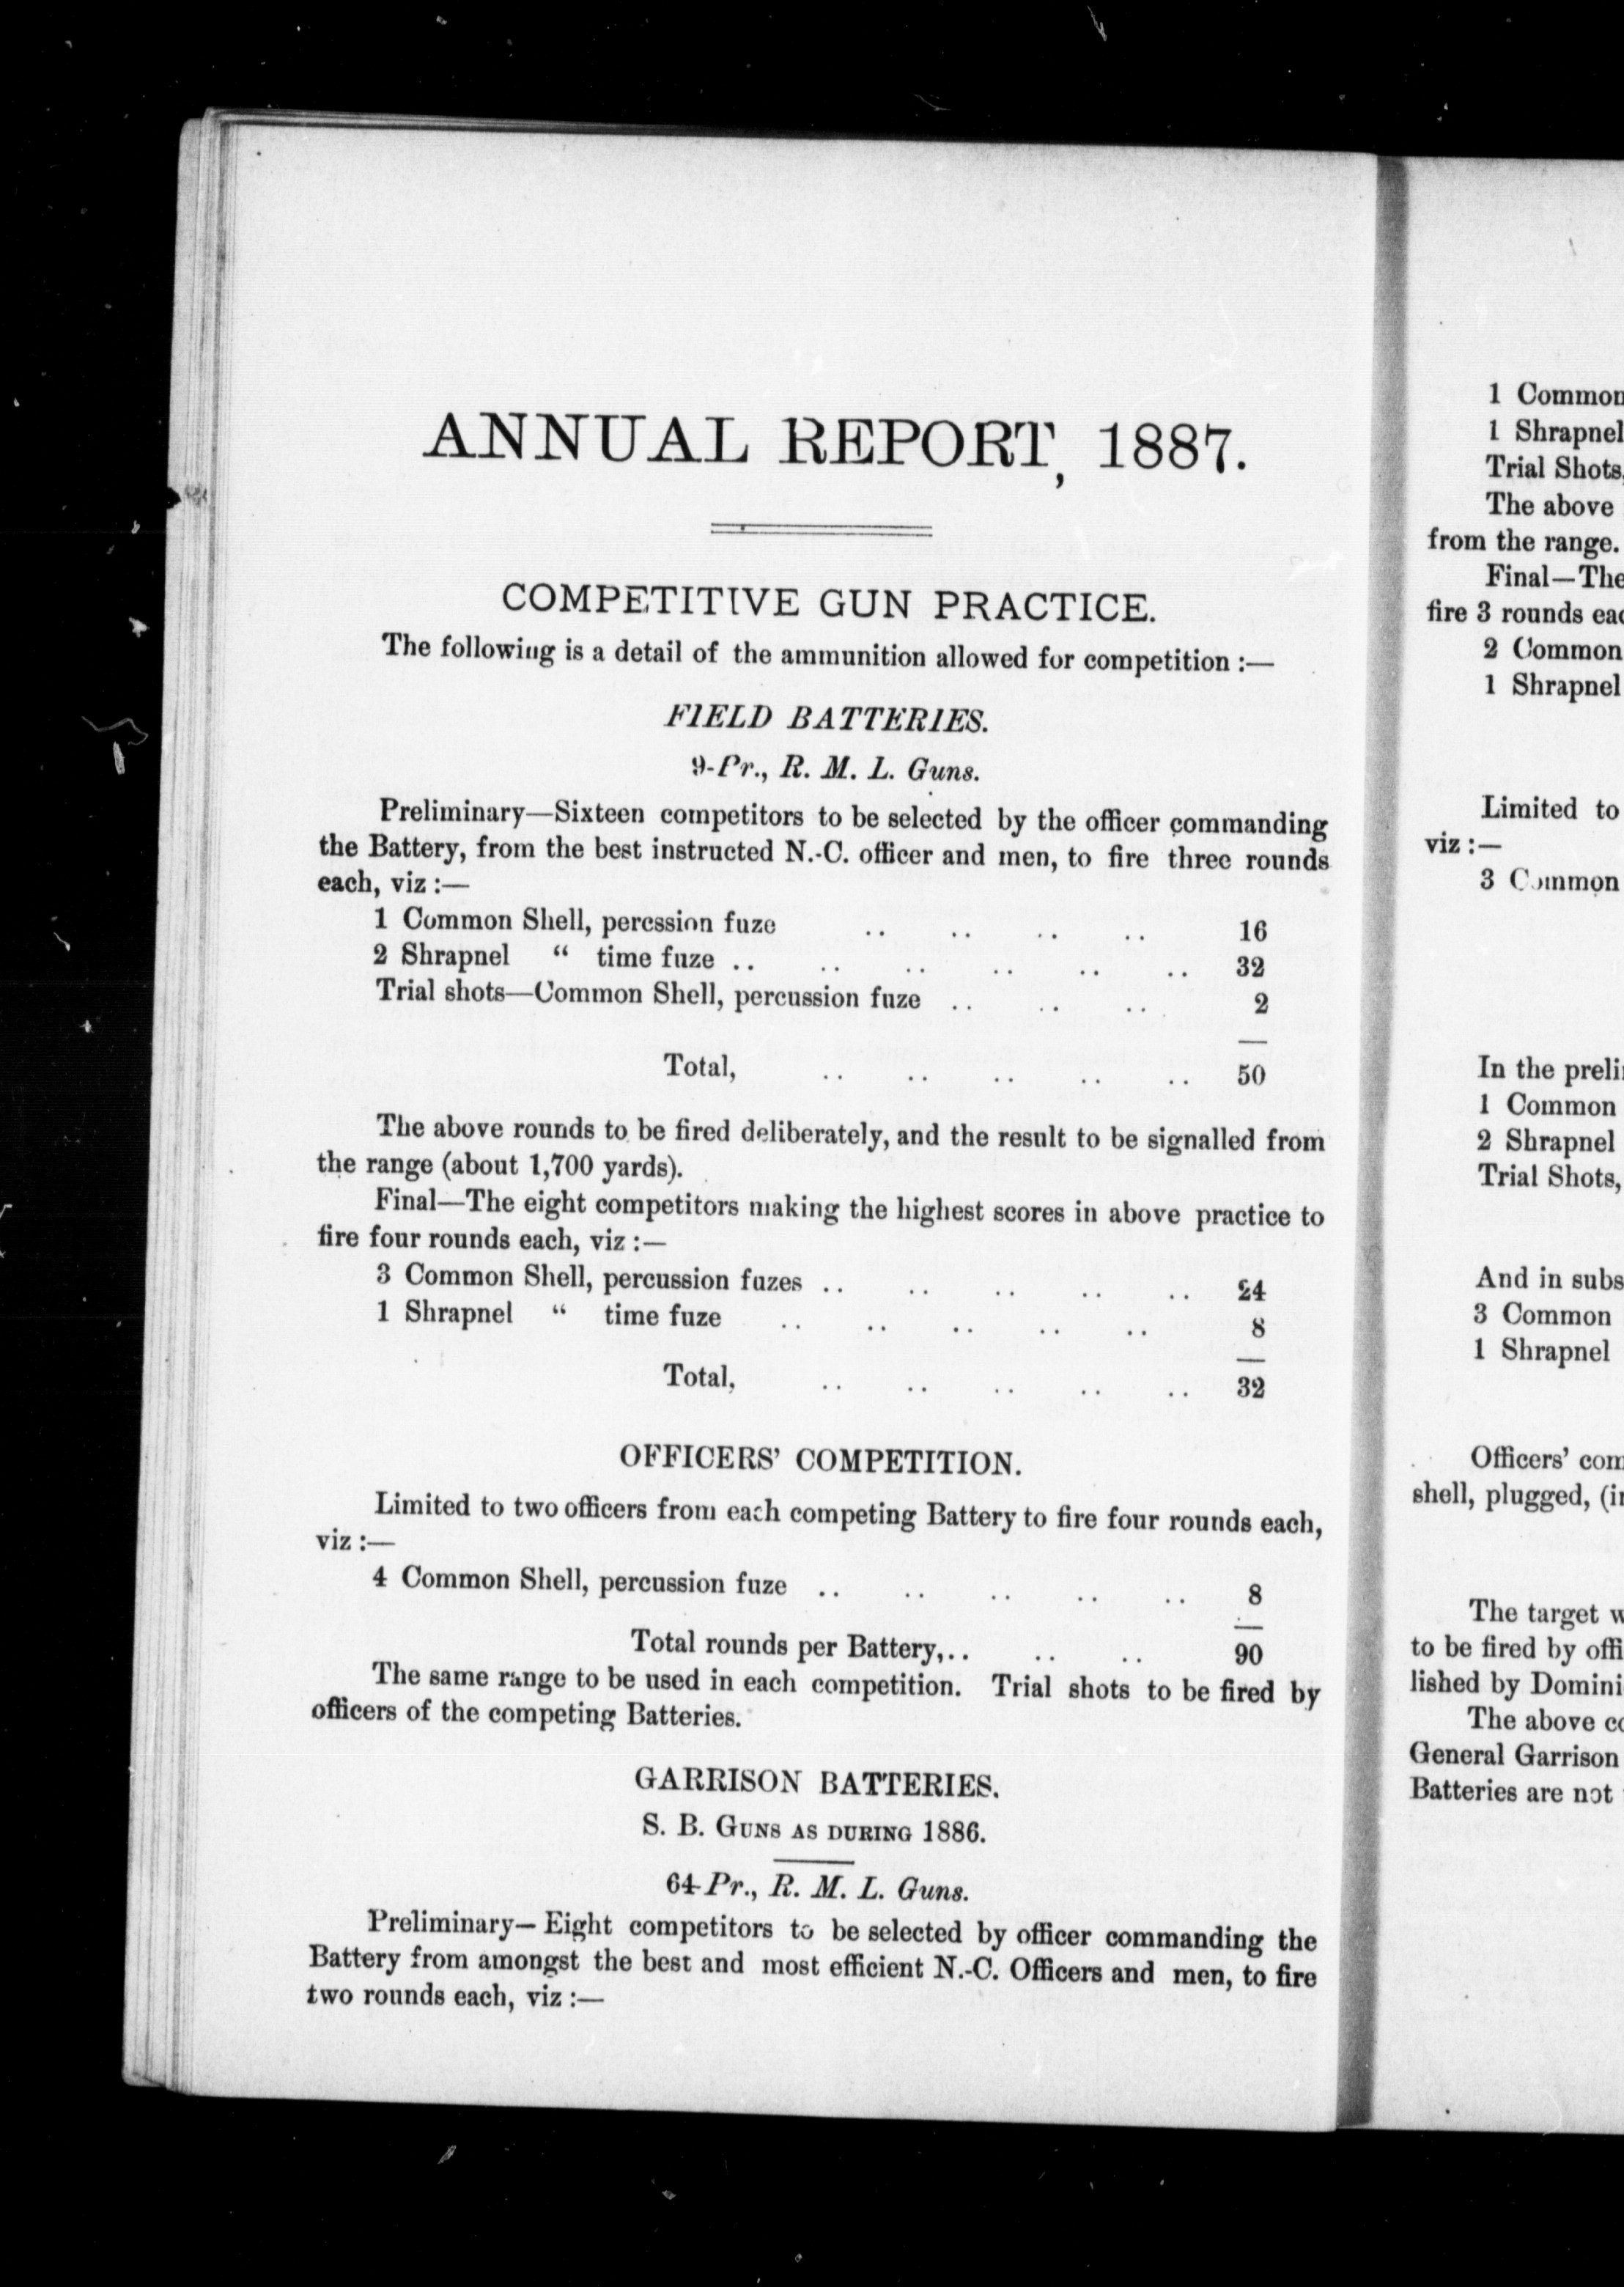 ANNUAL REPORT, 1887.
COMPETITIVE GUN PRACTICE.
The following is a detail of the ammunition allowed for competition :—
FIELD BATTERIES.
9-Pr., R. M. L. Guns.
Preliminary—Sixteen competitors to be selected by the officer commanding
the Battery, from the best instructed N.-C. officer and men, to fire three rounds
each, viz :—
1 Common Shell, percssion fuze .. .. .. .. 16
2 Shrapnel “ time fuze .. .. .. .. .. .. 32
Trial shots—Common Shell, percussion fuze .. .. .. 2
Total, .. .. .. .. .. 50
The above rounds to be fired deliberately, and the result to be signalled from
the range (about 1,700 yards).
Final—The eight competitors making the highest scores in above practice to
fire four rounds each, viz :—
3 Common Shell, percussion fuzes .. .. .. .. .. 24
1 Shrapnel “ time fuze .. .. .. .. .. 8
Total, .. .. .. .. .. 32
OFFICERS’ COMPETITION.
Limited to two officers from each competing Battery to fire four rounds each,
viz :—
4 Common Shell, percussion fuze .. .. .. .. .. 8
Total rounds per Battery,.. .. .. 90
The same range to be used in each competition. Trial shots to be fired by
officers of the competing Batteries.
GARRISON BATTERIES.
S. B. GUNS AS DURING 1886.
64-Pr., R. M. L. Guns.
Preliminary— Eight competitors to be selected by officer commanding the
Battery from amongst the best and most efficient N.-C. Officers and men, to fire
two rounds each, viz :—
1 Common
1 Shrapnel
Trial Shots,
The above
from the range.
Final—The
fire 3 rounds eac
2 Common
1 Shrapnel
Limited to
viz :—
3 Common
In the preli
1 Common
2 Shrapnel
Trial Shots,
And in subs
3 Common
1 Shrapnel
Officers’ com
shell, plugged, (i
The target w
to be fired by offi
lished by Domini
The above co
General Garrison
Batteries are not